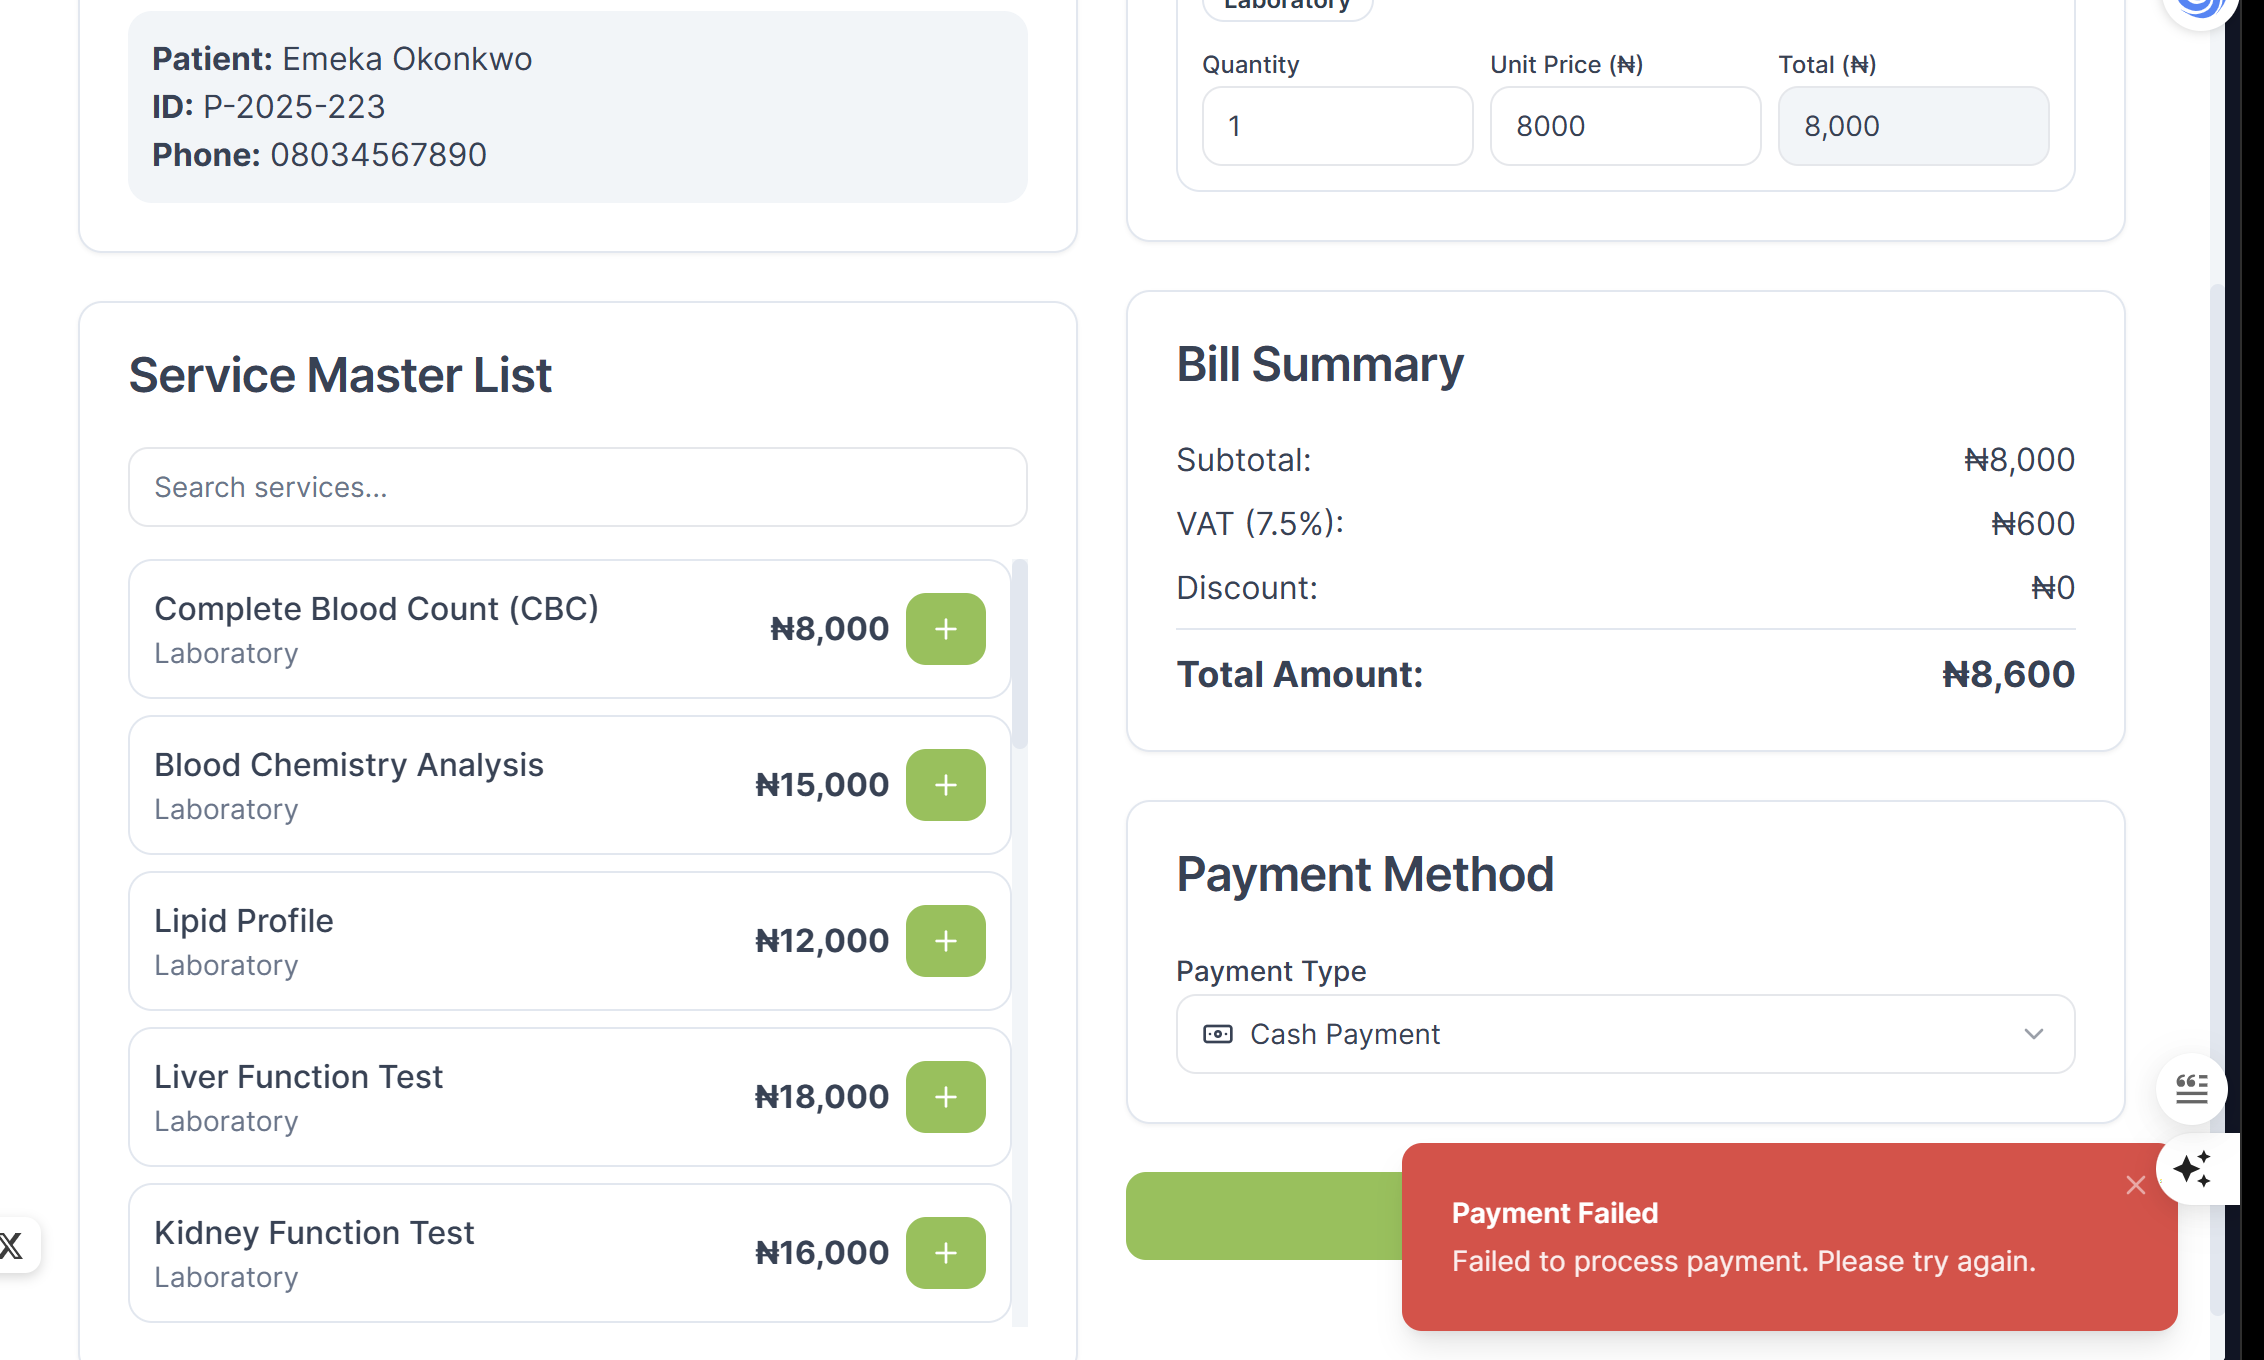 Patient: Emeka Okonkwo
ID: P-2025-223
Phone: 08034567890
Service Master List
Search services...
Complete Blood Count (CBC)
Laboratory
₦8,000
Blood Chemistry Analysis
Laboratory
₦15,000
Lipid Profile
Laboratory
₦12,000
Liver Function Test
Laboratory
₦18,000
Kidney Function Test
Laboratory
₦16,000
Laboratory
Quantity
Unit Price (₦)
Total (₦)
1
8000
8,000
Bill Summary
Subtotal: ₦8,000
VAT (7.5%): ₦600
Discount: ₦0
Total Amount: ₦8,600
Payment Method
Payment Type
Cash Payment
Payment Failed
Failed to process payment. Please try again.